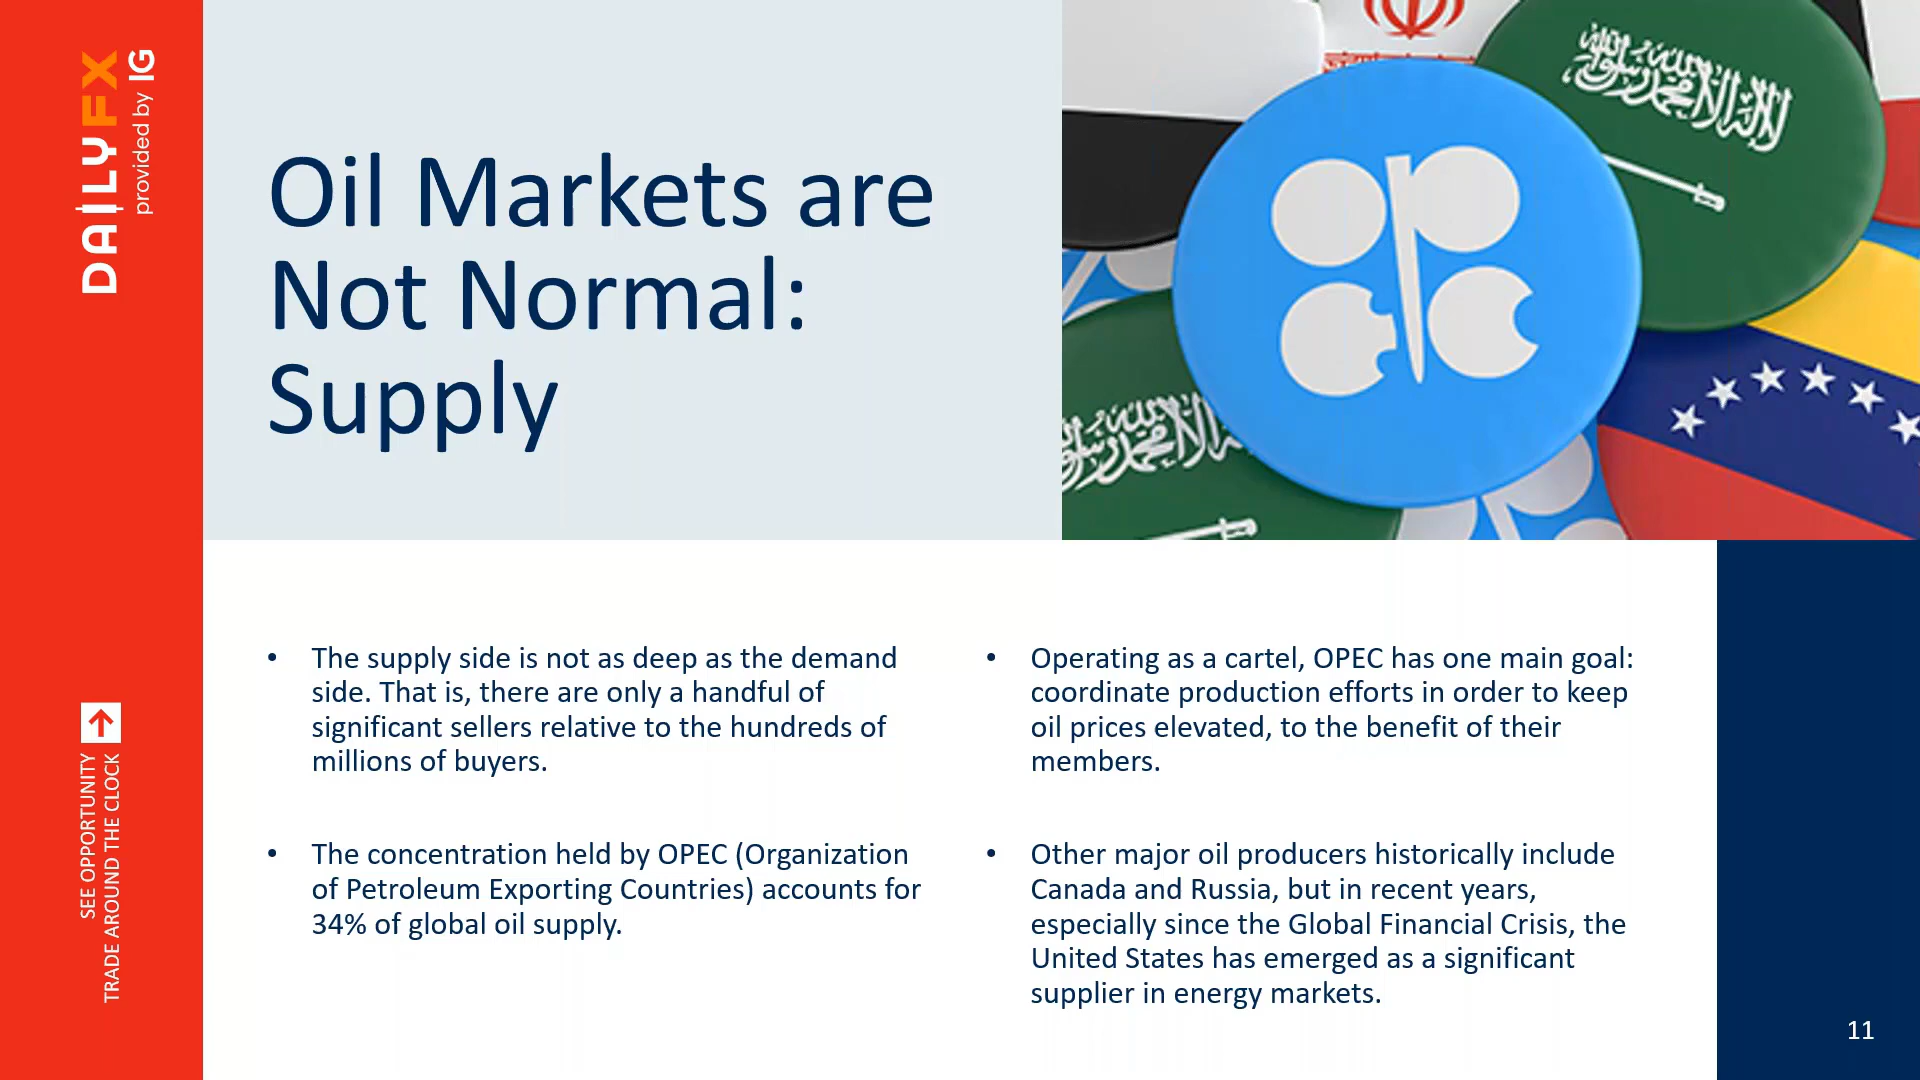 DAILYFX
provided by IG
Oil Markets are
Not Normal:
Supply
• The supply side is not as deep as the demand
side. That is, there are only a handful of
significant sellers relative to the hundreds of
millions of buyers.
• The concentration held by OPEC (Organization
of Petroleum Exporting Countries) accounts for
34% of global oil supply.
• Operating as a cartel, OPEC has one main goal:
coordinate production efforts in order to keep
oil prices elevated, to the benefit of their
members.
• Other major oil producers historically include
Canada and Russia, but in recent years,
especially since the Global Financial Crisis, the
United States has emerged as a significant
supplier in energy markets.
SEE OPPORTUNITY
TRADE AROUND THE CLOCK
11